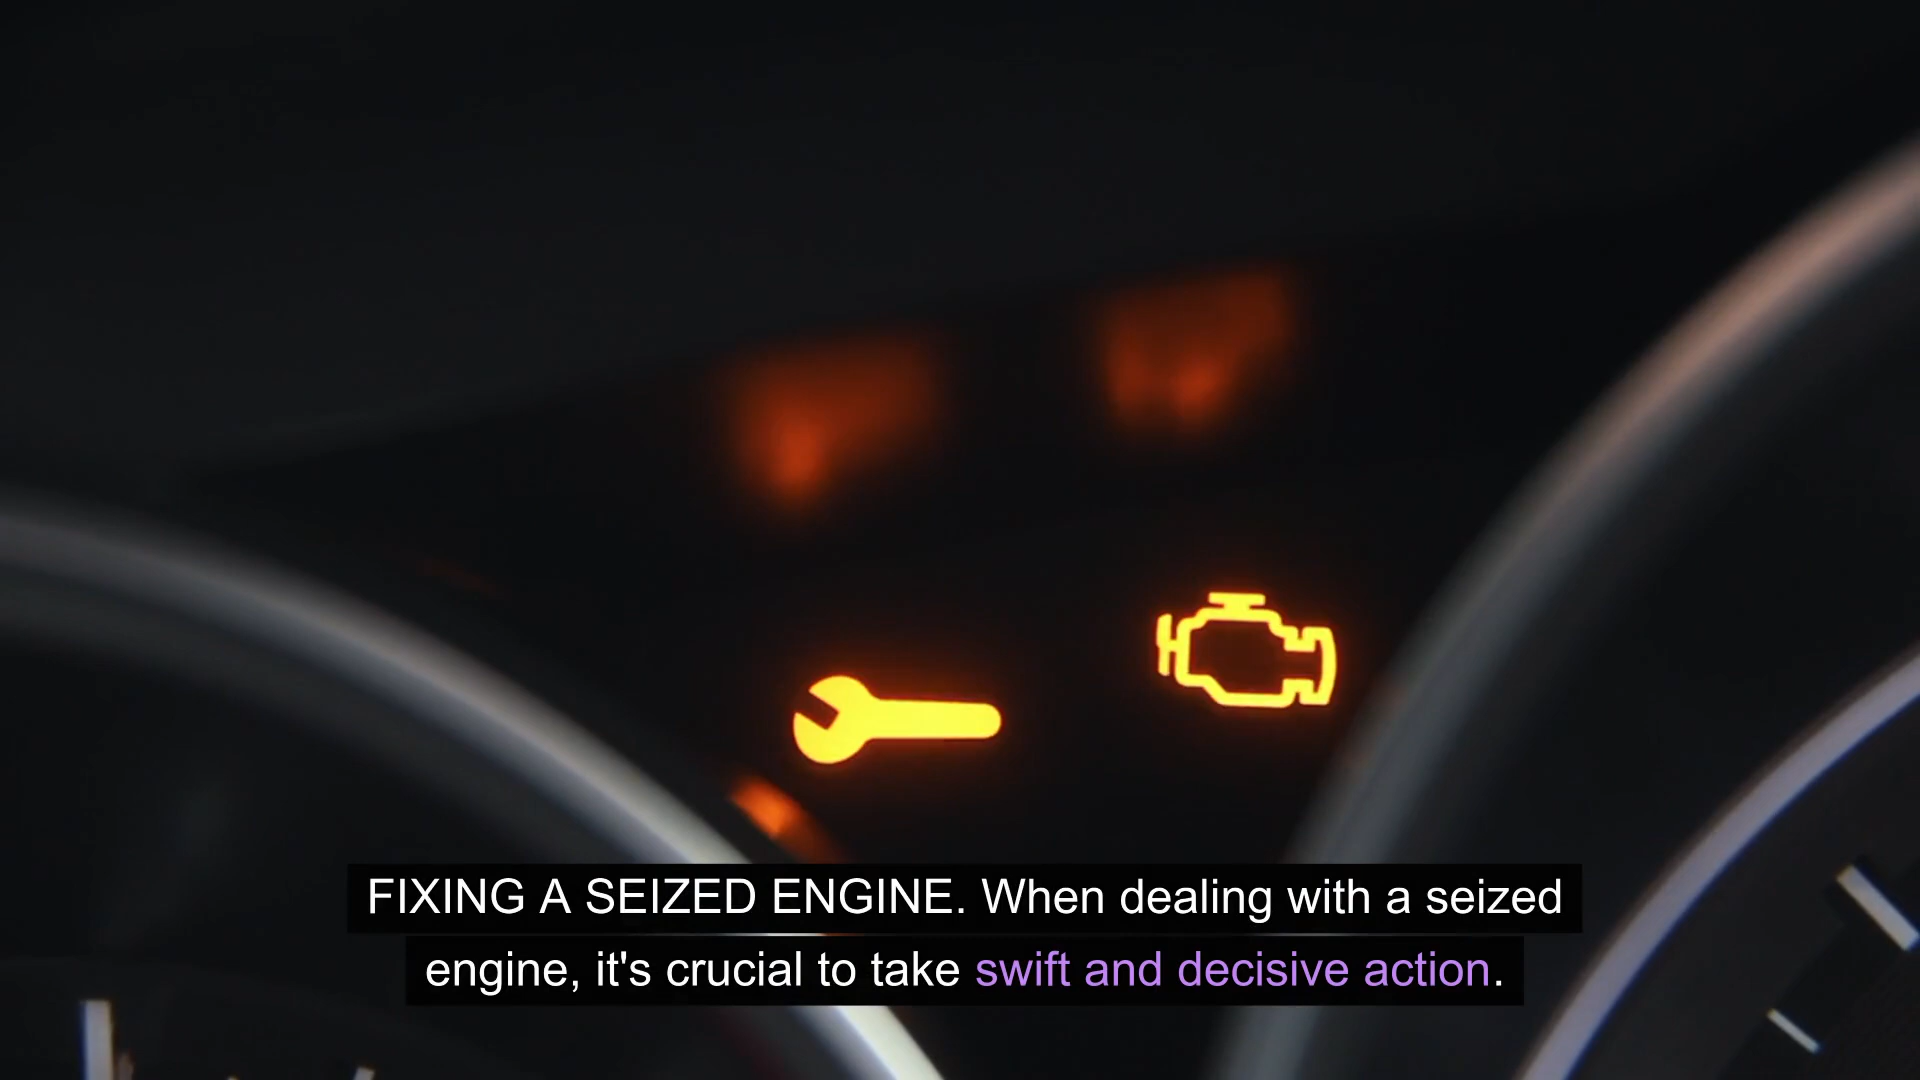 FIXING A SEIZED ENGINE. When dealing with a seized
engine, it's crucial to take swift and decisive action.